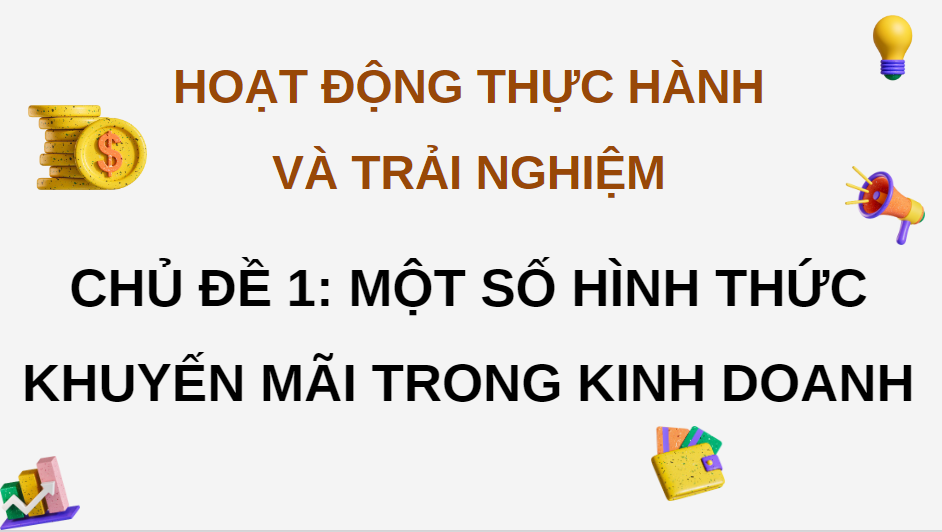 HOẠT ĐỘNG THỰC HÀNH
VÀ TRẢI NGHIỆM
CHỦ ĐỀ 1: MỘT SỐ HÌNH THỨC
KHUYẾN MÃI TRONG KINH DOANH